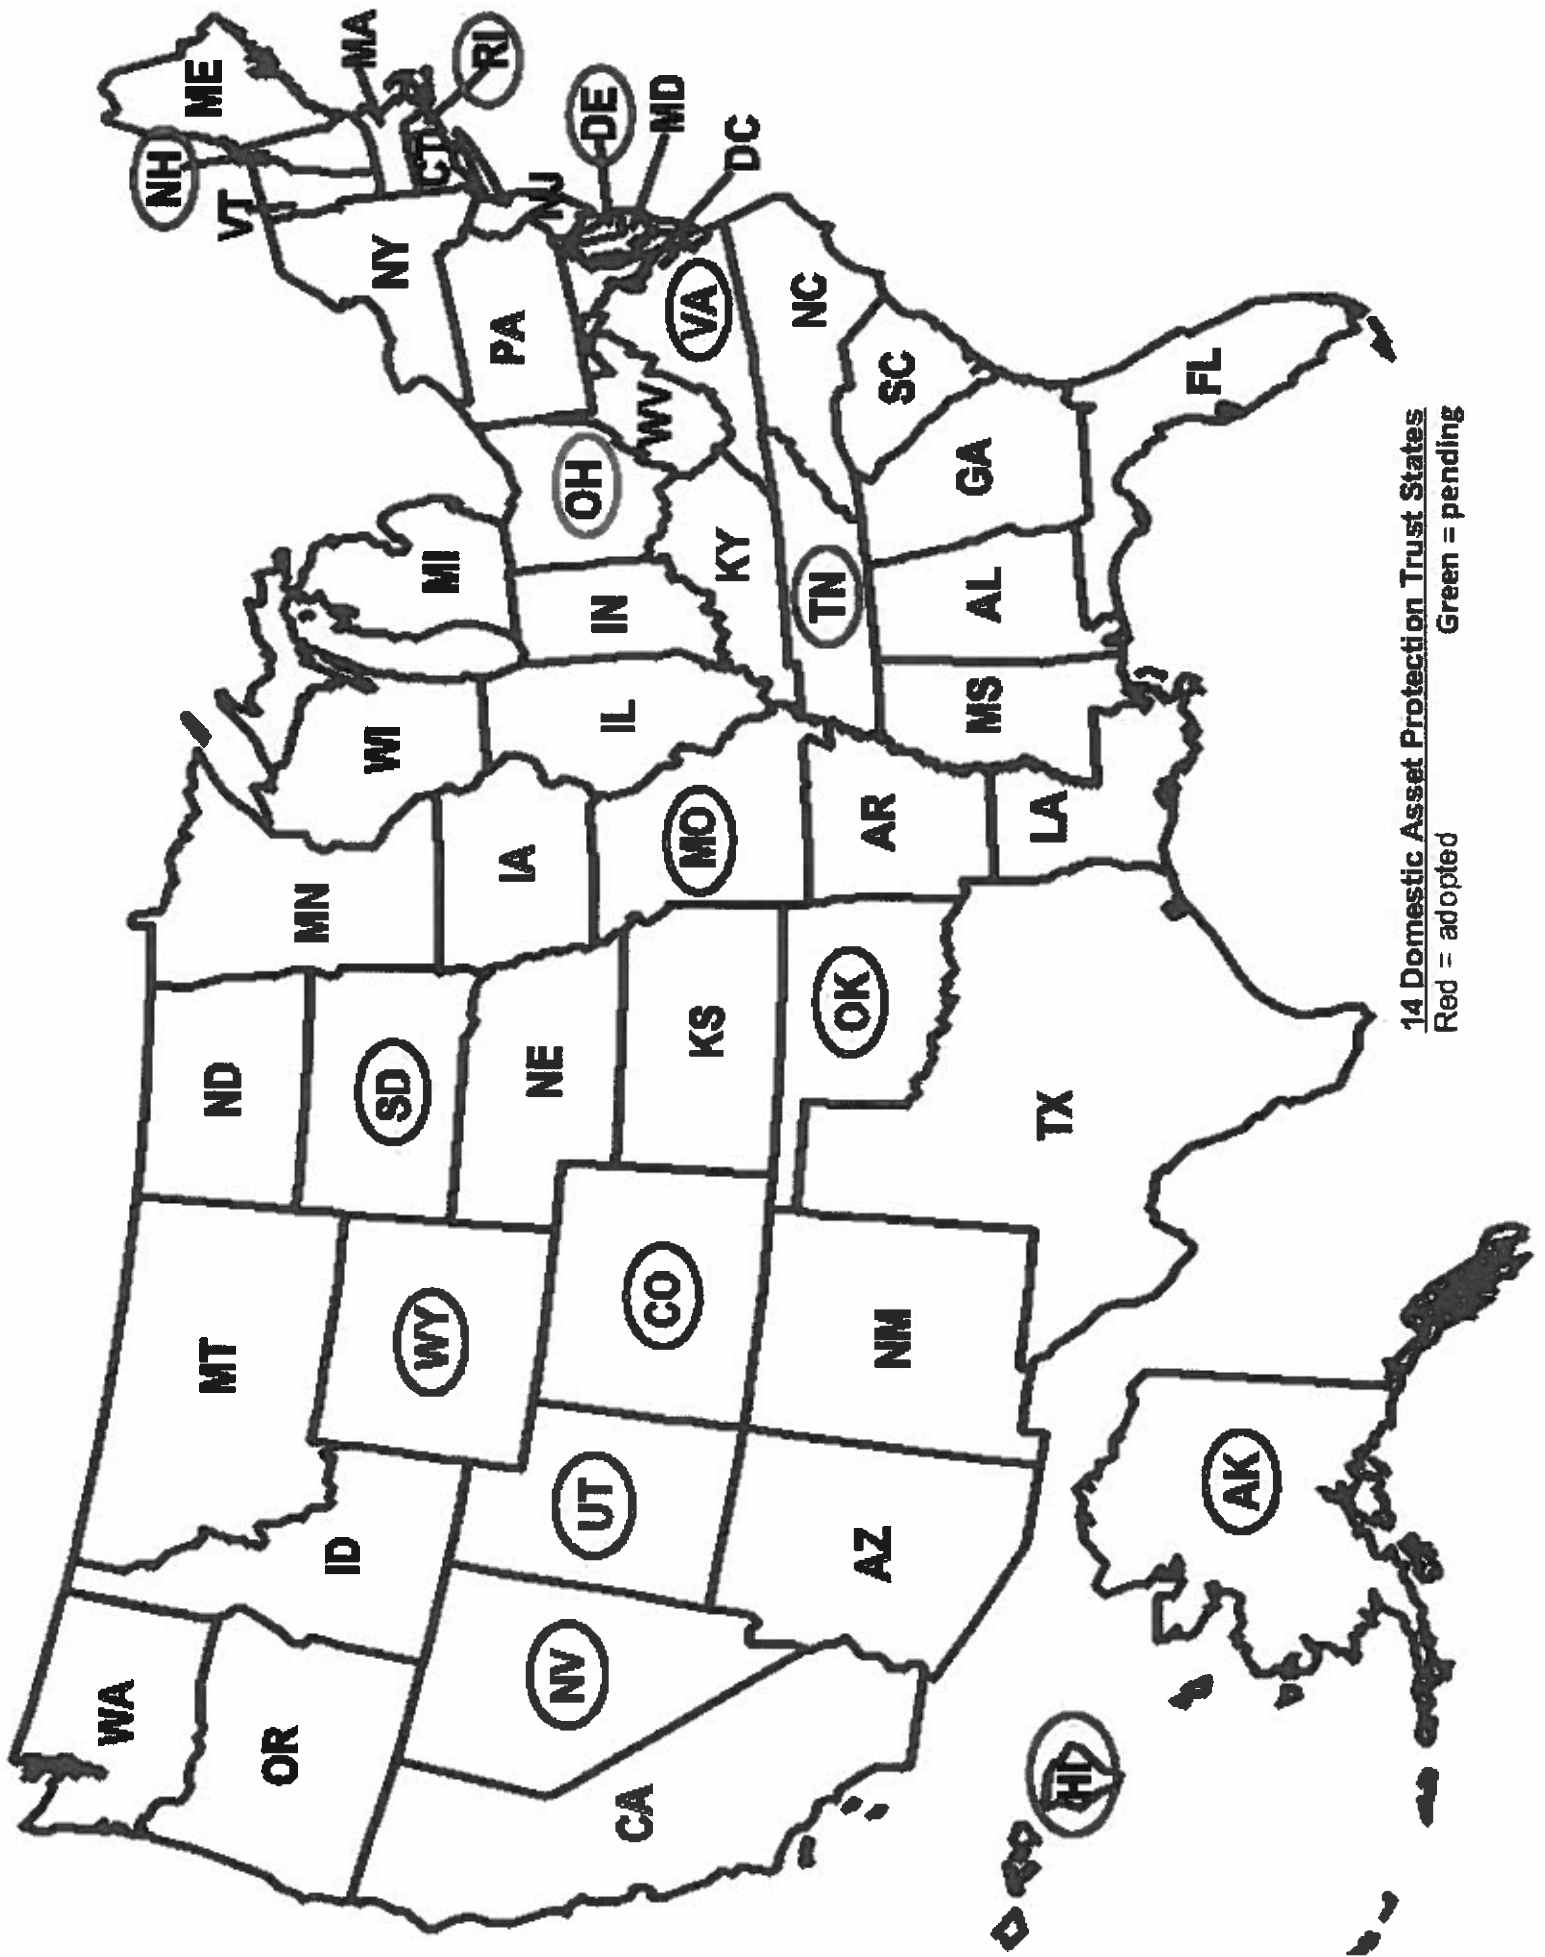 WA
MT
ND
MN
ME
NH
VT
MA
RI
CT
OR
ID
SD
WI
MI
NY
WY
NE
IA
PA
NJ
DE
MD
DC
NV
UT
CO
KS
MO
IL
IN
OH
WV
VA
CA
KY
AZ
NM
OK
AR
TN
NC
SC
TX
LA
MS
AL
GA
FL
HI
AK
14 Domestic Asset Protection Trust States
Red = adopted Green = pending